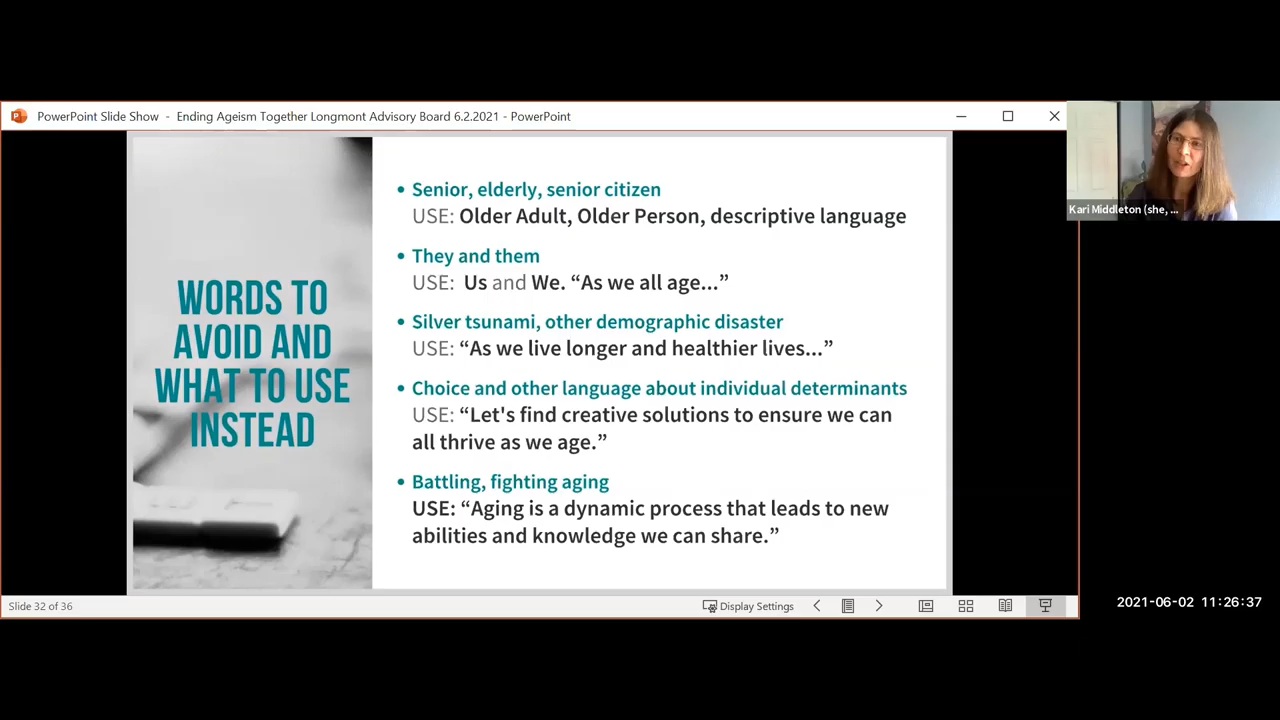 PowerPoint Slide Show - Ending Ageism Together Longmont Advisory Board 6.2.2021 - PowerPoint
Kari Middleton (she, ...
WORDS TO
AVOID AND
WHAT TO USE
INSTEAD
• Senior, elderly, senior citizen
USE: Older Adult, Older Person, descriptive language
• They and them
USE: Us and We. “As we all age...”
• Silver tsunami, other demographic disaster
USE: “As we live longer and healthier lives...”
• Choice and other language about individual determinants
USE: “Let's find creative solutions to ensure we can
all thrive as we age.”
• Battling, fighting aging
USE: “Aging is a dynamic process that leads to new
abilities and knowledge we can share.”
Slide 32 of 36
Display Settings
2021-06-02 11:26:37